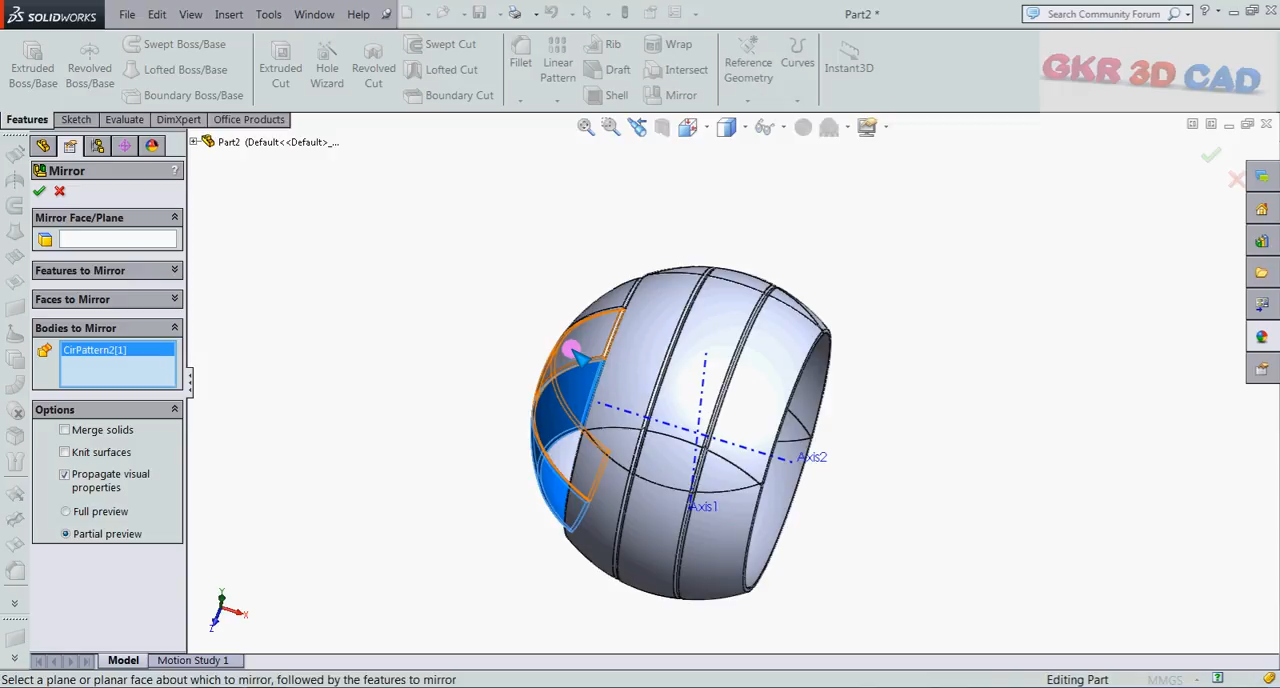 SOLIDWORKS File Edit View Insert Tools Window Help Part2 * Search Community Forum
Extruded Boss/Base Revolved Boss/Base Swept Boss/Base Lofted Boss/Base Boundary Boss/Base
Extruded Cut Hole Wizard Revolved Cut Swept Cut Lofted Cut Boundary Cut
Fillet Linear Pattern Rib Draft Shell Wrap Intersect Mirror
Reference Geometry Curves Instant3D
GKR 3D CAD
Features Sketch Evaluate DimXpert Office Products
Part2 (Default<<Default>_...
Mirror ?
Mirror Face/Plane
Features to Mirror
Faces to Mirror
Bodies to Mirror
CirPattern2[1]
Options
Merge solids
Knit surfaces
Propagate visual
properties
Full preview
Partial preview
Axis2
Axis1
Y
X
Z
Model Motion Study 1
Select a plane or planar face about which to mirror, followed by the features to mirror Editing Part MMGS -